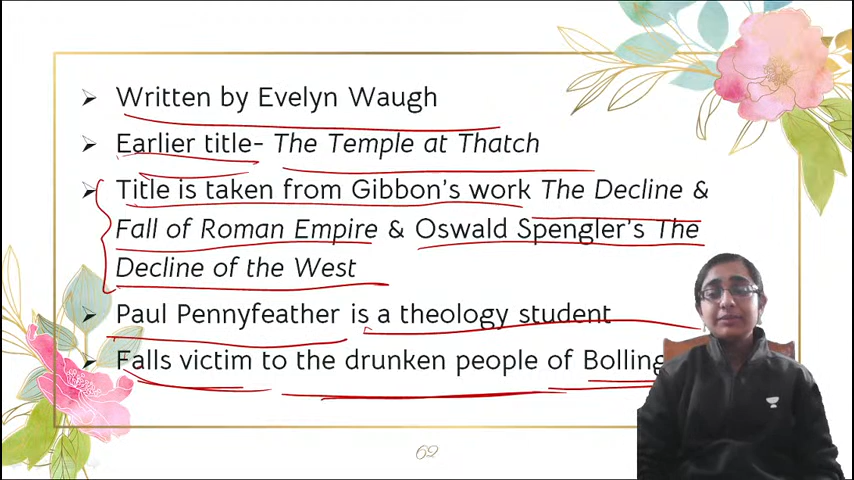 ➢ Written by Evelyn Waugh
➢ Earlier title- The Temple at Thatch
➢ Title is taken from Gibbon's work The Decline &
Fall of Roman Empire & Oswald Spengler's The
Decline of the West
➢ Paul Pennyfeather is a theology student
➢ Falls victim to the drunken people of
62